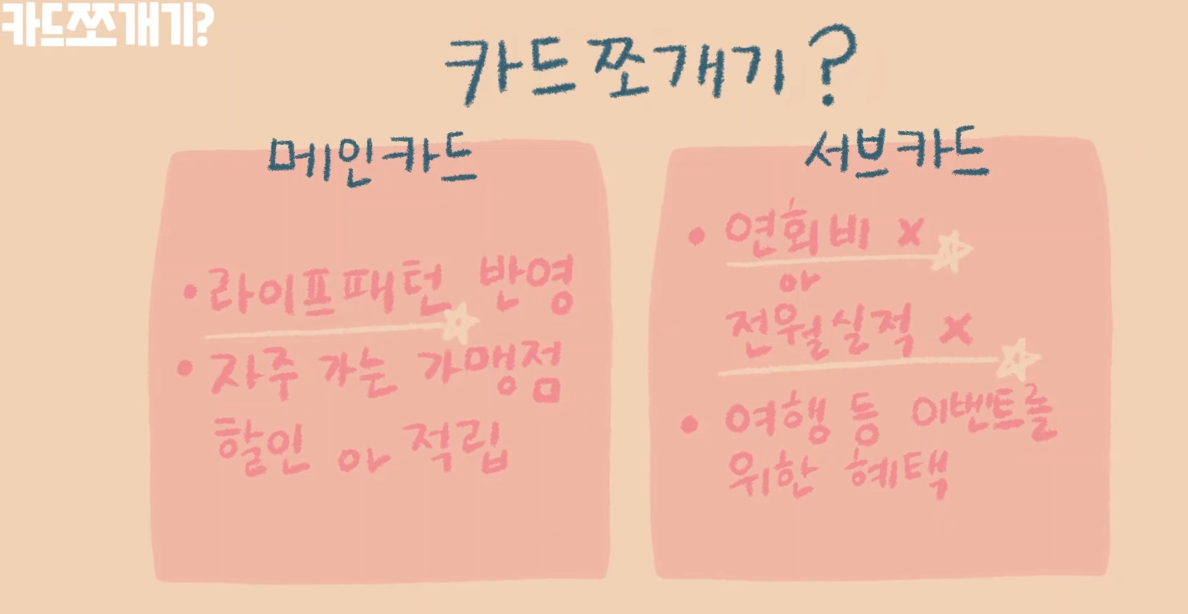 카드쪼개기?
카드쪼개기?
메인카드
• 라이프패턴 반영
• 자주 가는 가맹점
할인 or 적립
서브카드
• 연회비 x
or
전월실적 x
• 여행 등 이벤트를
위한 혜택